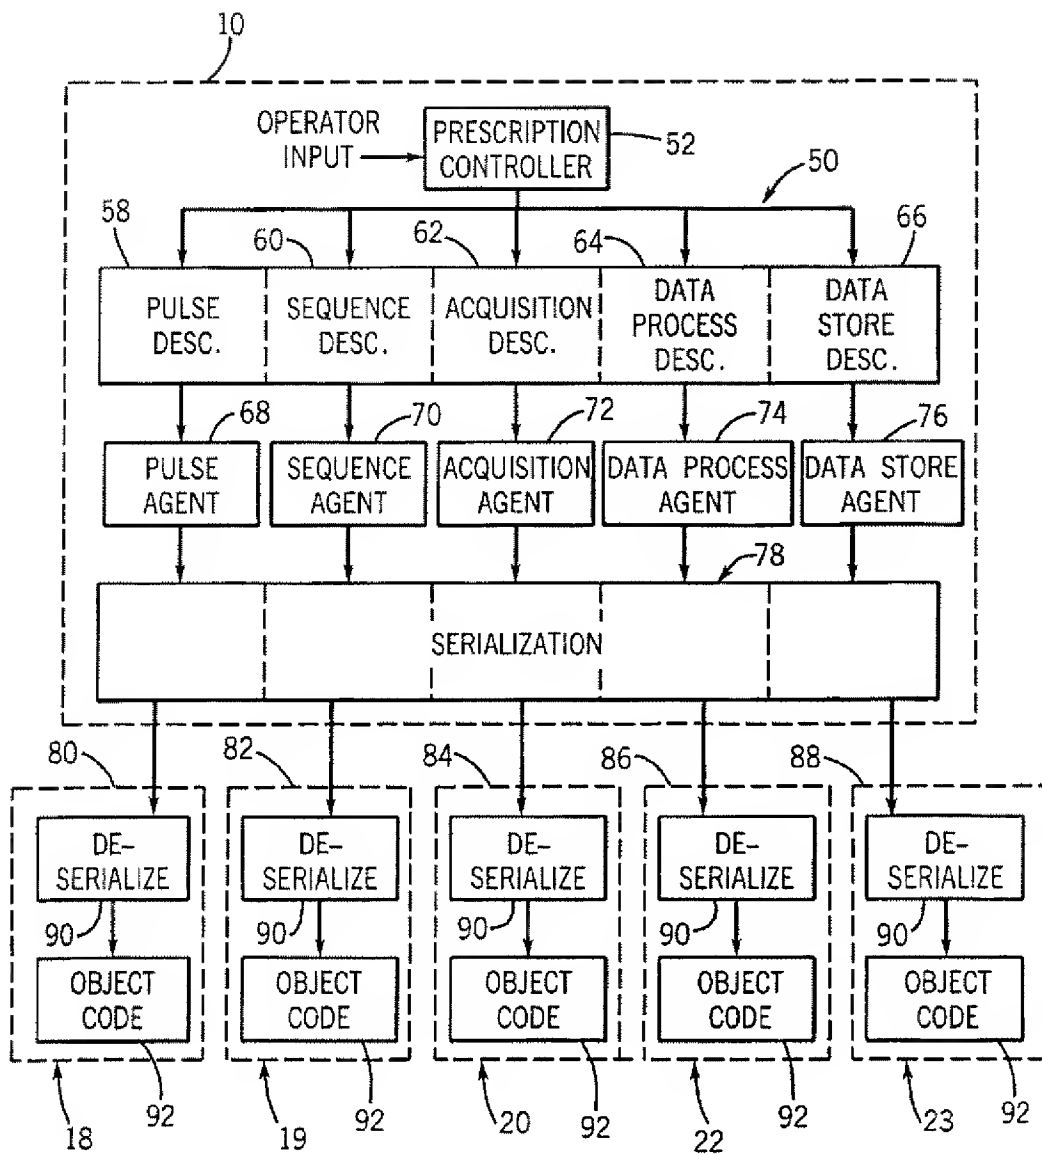 10
OPERATOR
INPUT
PRESCRIPTION
CONTROLLER
52
50
58
60
62
64
66
PULSE
DESC.
SEQUENCE
DESC.
ACQUISITION
DESC.
DATA
PROCESS
DESC.
DATA
STORE
DESC.
68
70
72
74
76
PULSE
AGENT
SEQUENCE
AGENT
ACQUISITION
AGENT
DATA PROCESS
AGENT
DATA STORE
AGENT
78
SERIALIZATION
80
82
84
86
88
DE-
SERIALIZE
DE-
SERIALIZE
DE-
SERIALIZE
DE-
SERIALIZE
DE-
SERIALIZE
90
90
90
90
90
OBJECT
CODE
OBJECT
CODE
OBJECT
CODE
OBJECT
CODE
OBJECT
CODE
18
92
19
92
20
92
22
92
23
92